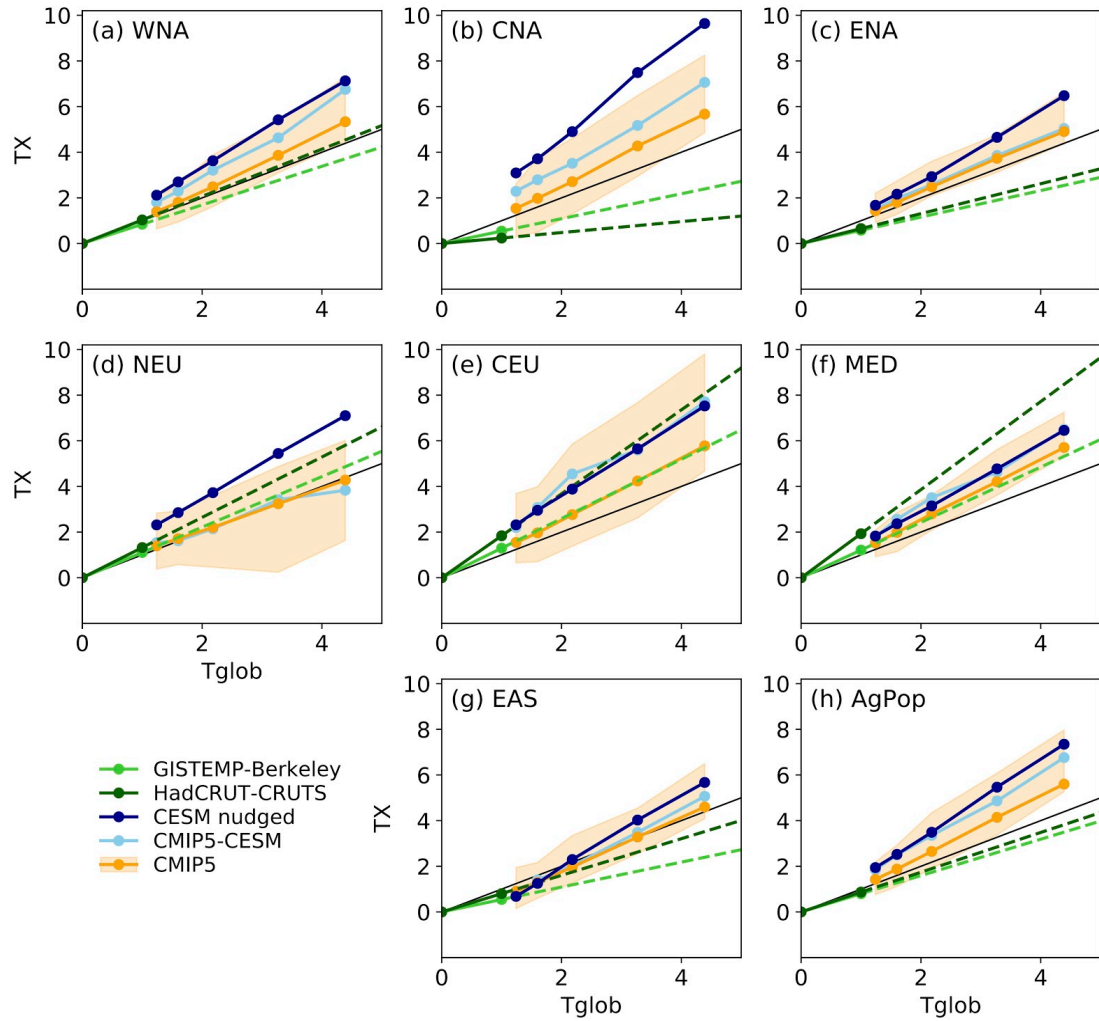 (a) WNA
(b) CNA
(c) ENA
10
8
6
4
2
0
TX
0 2 4
10
8
6
4
2
0
0 2 4
10
8
6
4
2
0
0 2 4
(d) NEU
(e) CEU
(f) MED
10
8
6
4
2
0
TX
0 2 4
Tglob
10
8
6
4
2
0
0 2 4
10
8
6
4
2
0
0 2 4
(g) EAS
(h) AgPop
10
8
6
4
2
0
TX
0 2 4
Tglob
10
8
6
4
2
0
0 2 4
Tglob
GISTEMP-Berkeley
HadCRUT-CRUTS
CESM nudged
CMIP5-CESM
CMIP5